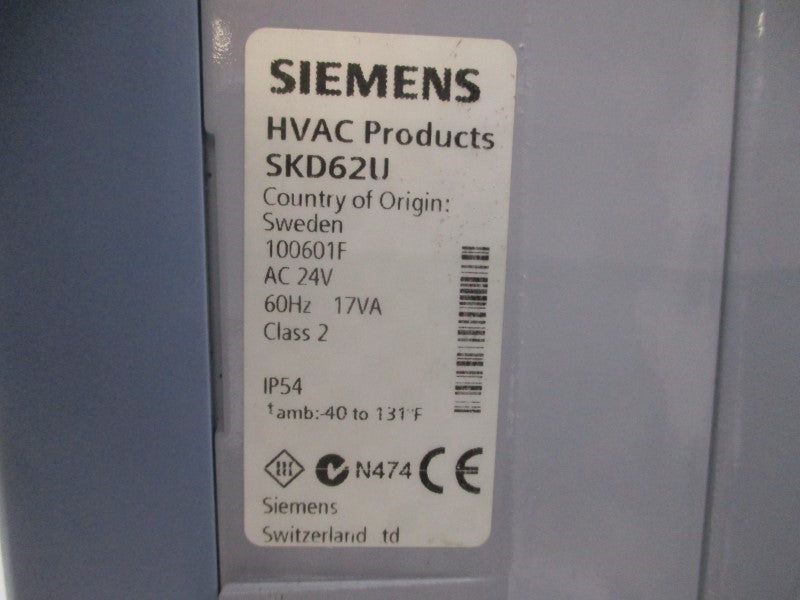 SIEMENS
HVAC Products
SKD62U
Country of Origin:
Sweden
100601F
AC 24V
60Hz 17VA
Class 2
IP54
tamb:-40 to 131°F
N474 CE
Siemens
Switzerland td